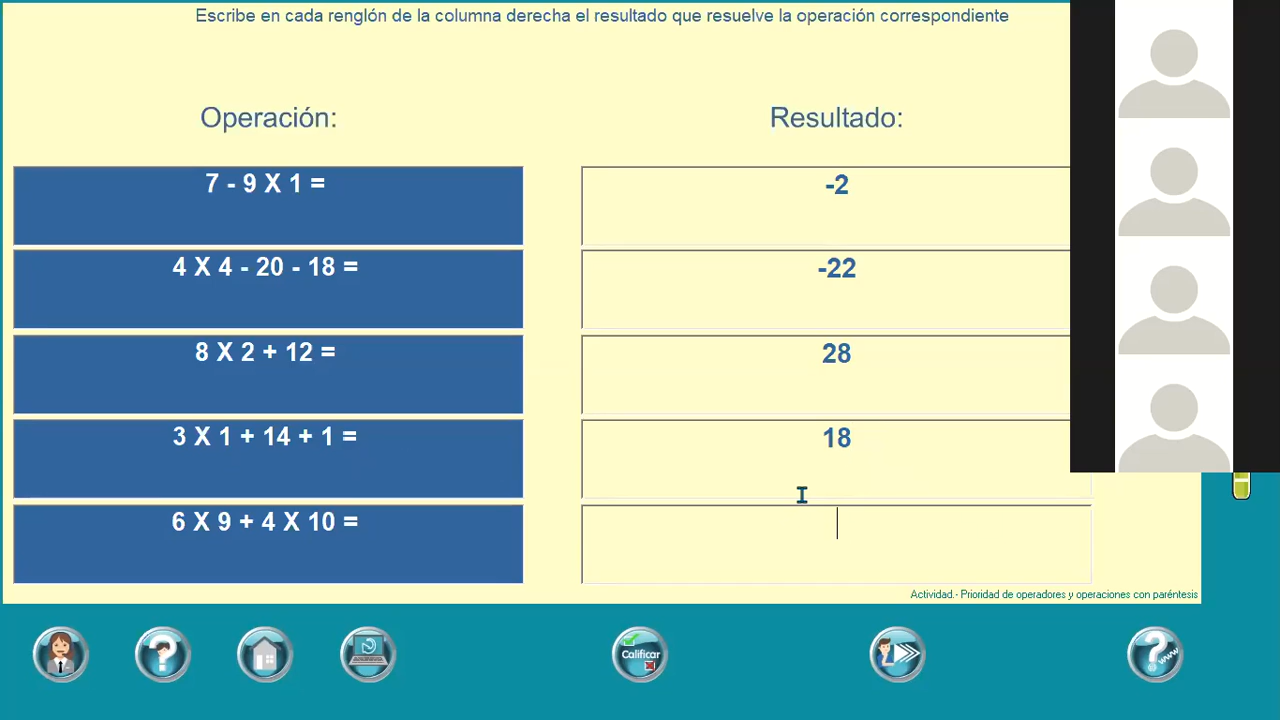 Escribe en cada renglón de la columna derecha el resultado que resuelve la operación correspondiente
Operación: Resultado:
7 - 9 X 1 = -2
4 X 4 - 20 - 18 = -22
8 X 2 + 12 = 28
3 X 1 + 14 + 1 = 18
6 X 9 + 4 X 10 =
Actividad.- Prioridad de operadores y operaciones con paréntesis
Calificar
www